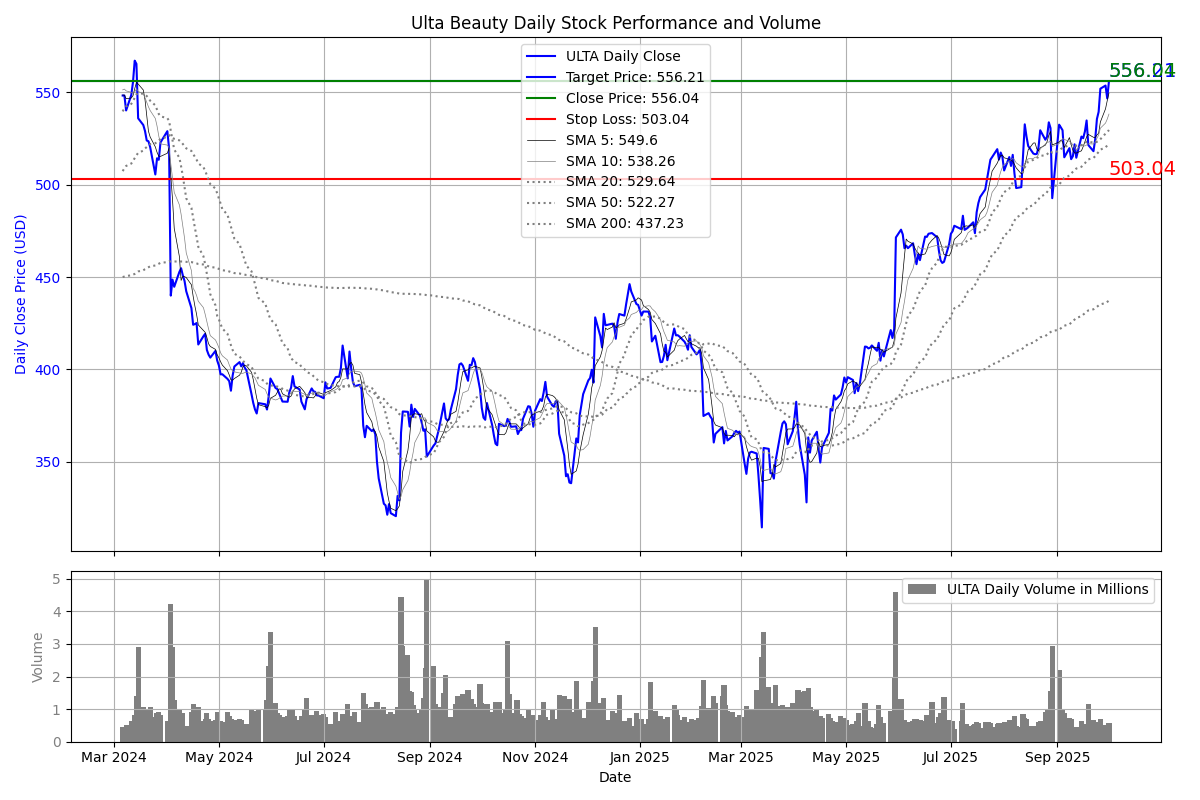 Ulta Beauty Daily Stock Performance and Volume
ULTA Daily Close
Target Price: 556.21
Close Price: 556.04
Stop Loss: 503.04
SMA 5: 549.6
SMA 10: 538.26
SMA 20: 529.64
SMA 50: 522.27
SMA 200: 437.23
556.21
556.04
503.04
Daily Close Price (USD)
550
500
450
400
350
ULTA Daily Volume in Millions
Volume
5
4
3
2
1
0
Mar 2024 May 2024 Jul 2024 Sep 2024 Nov 2024 Jan 2025 Mar 2025 May 2025 Jul 2025 Sep 2025
Date